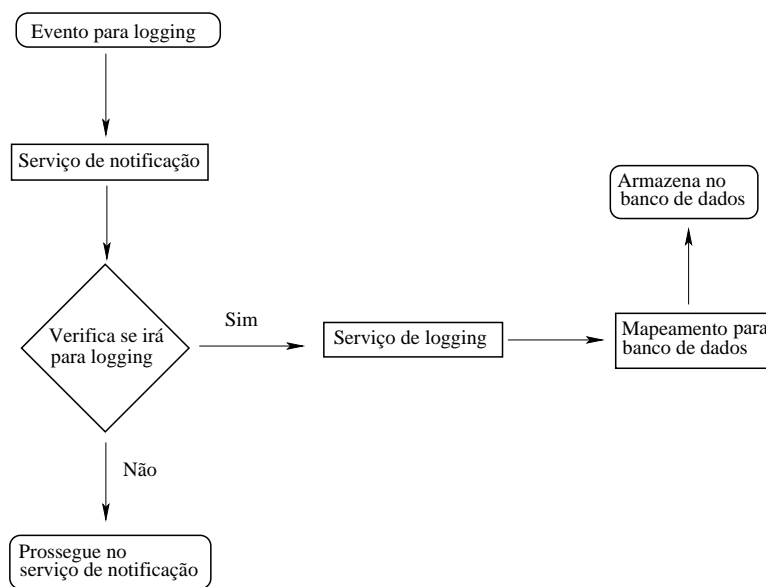 Evento para logging
Serviço de notificação
Armazena no
banco de dados
Verifica se irá
para logging
Sim
Serviço de logging
Mapeamento para
banco de dados
Não
Prossegue no
serviço de notificação